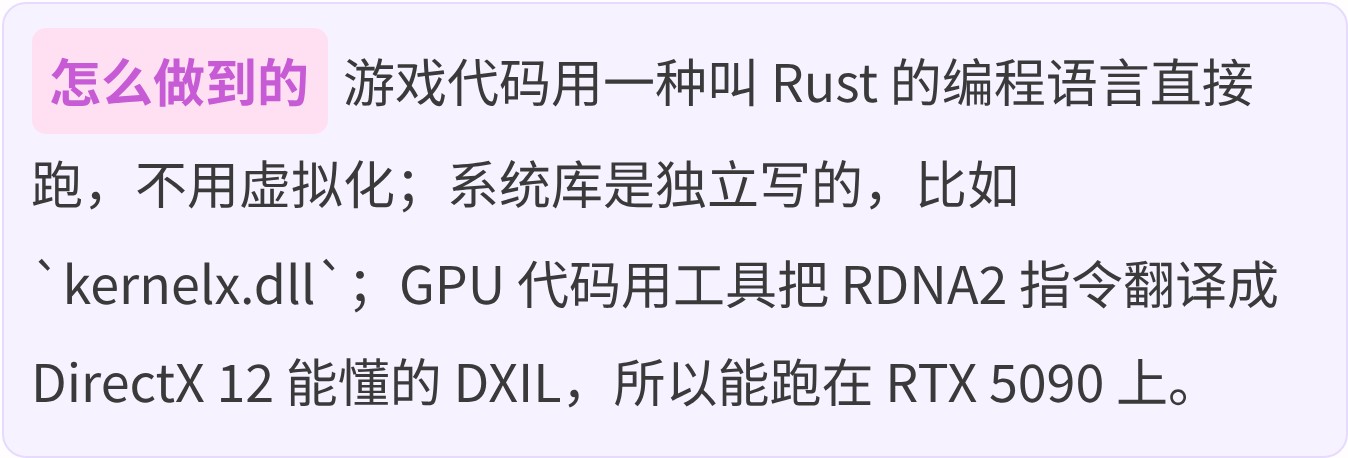 怎么做到的 游戏代码用一种叫 Rust 的编程语言直接
跑，不用虚拟化；系统库是独立写的，比如
`kernelx.dll`；GPU 代码用工具把 RDNA2 指令翻译成
DirectX 12 能懂的 DXIL，所以能跑在 RTX 5090 上。